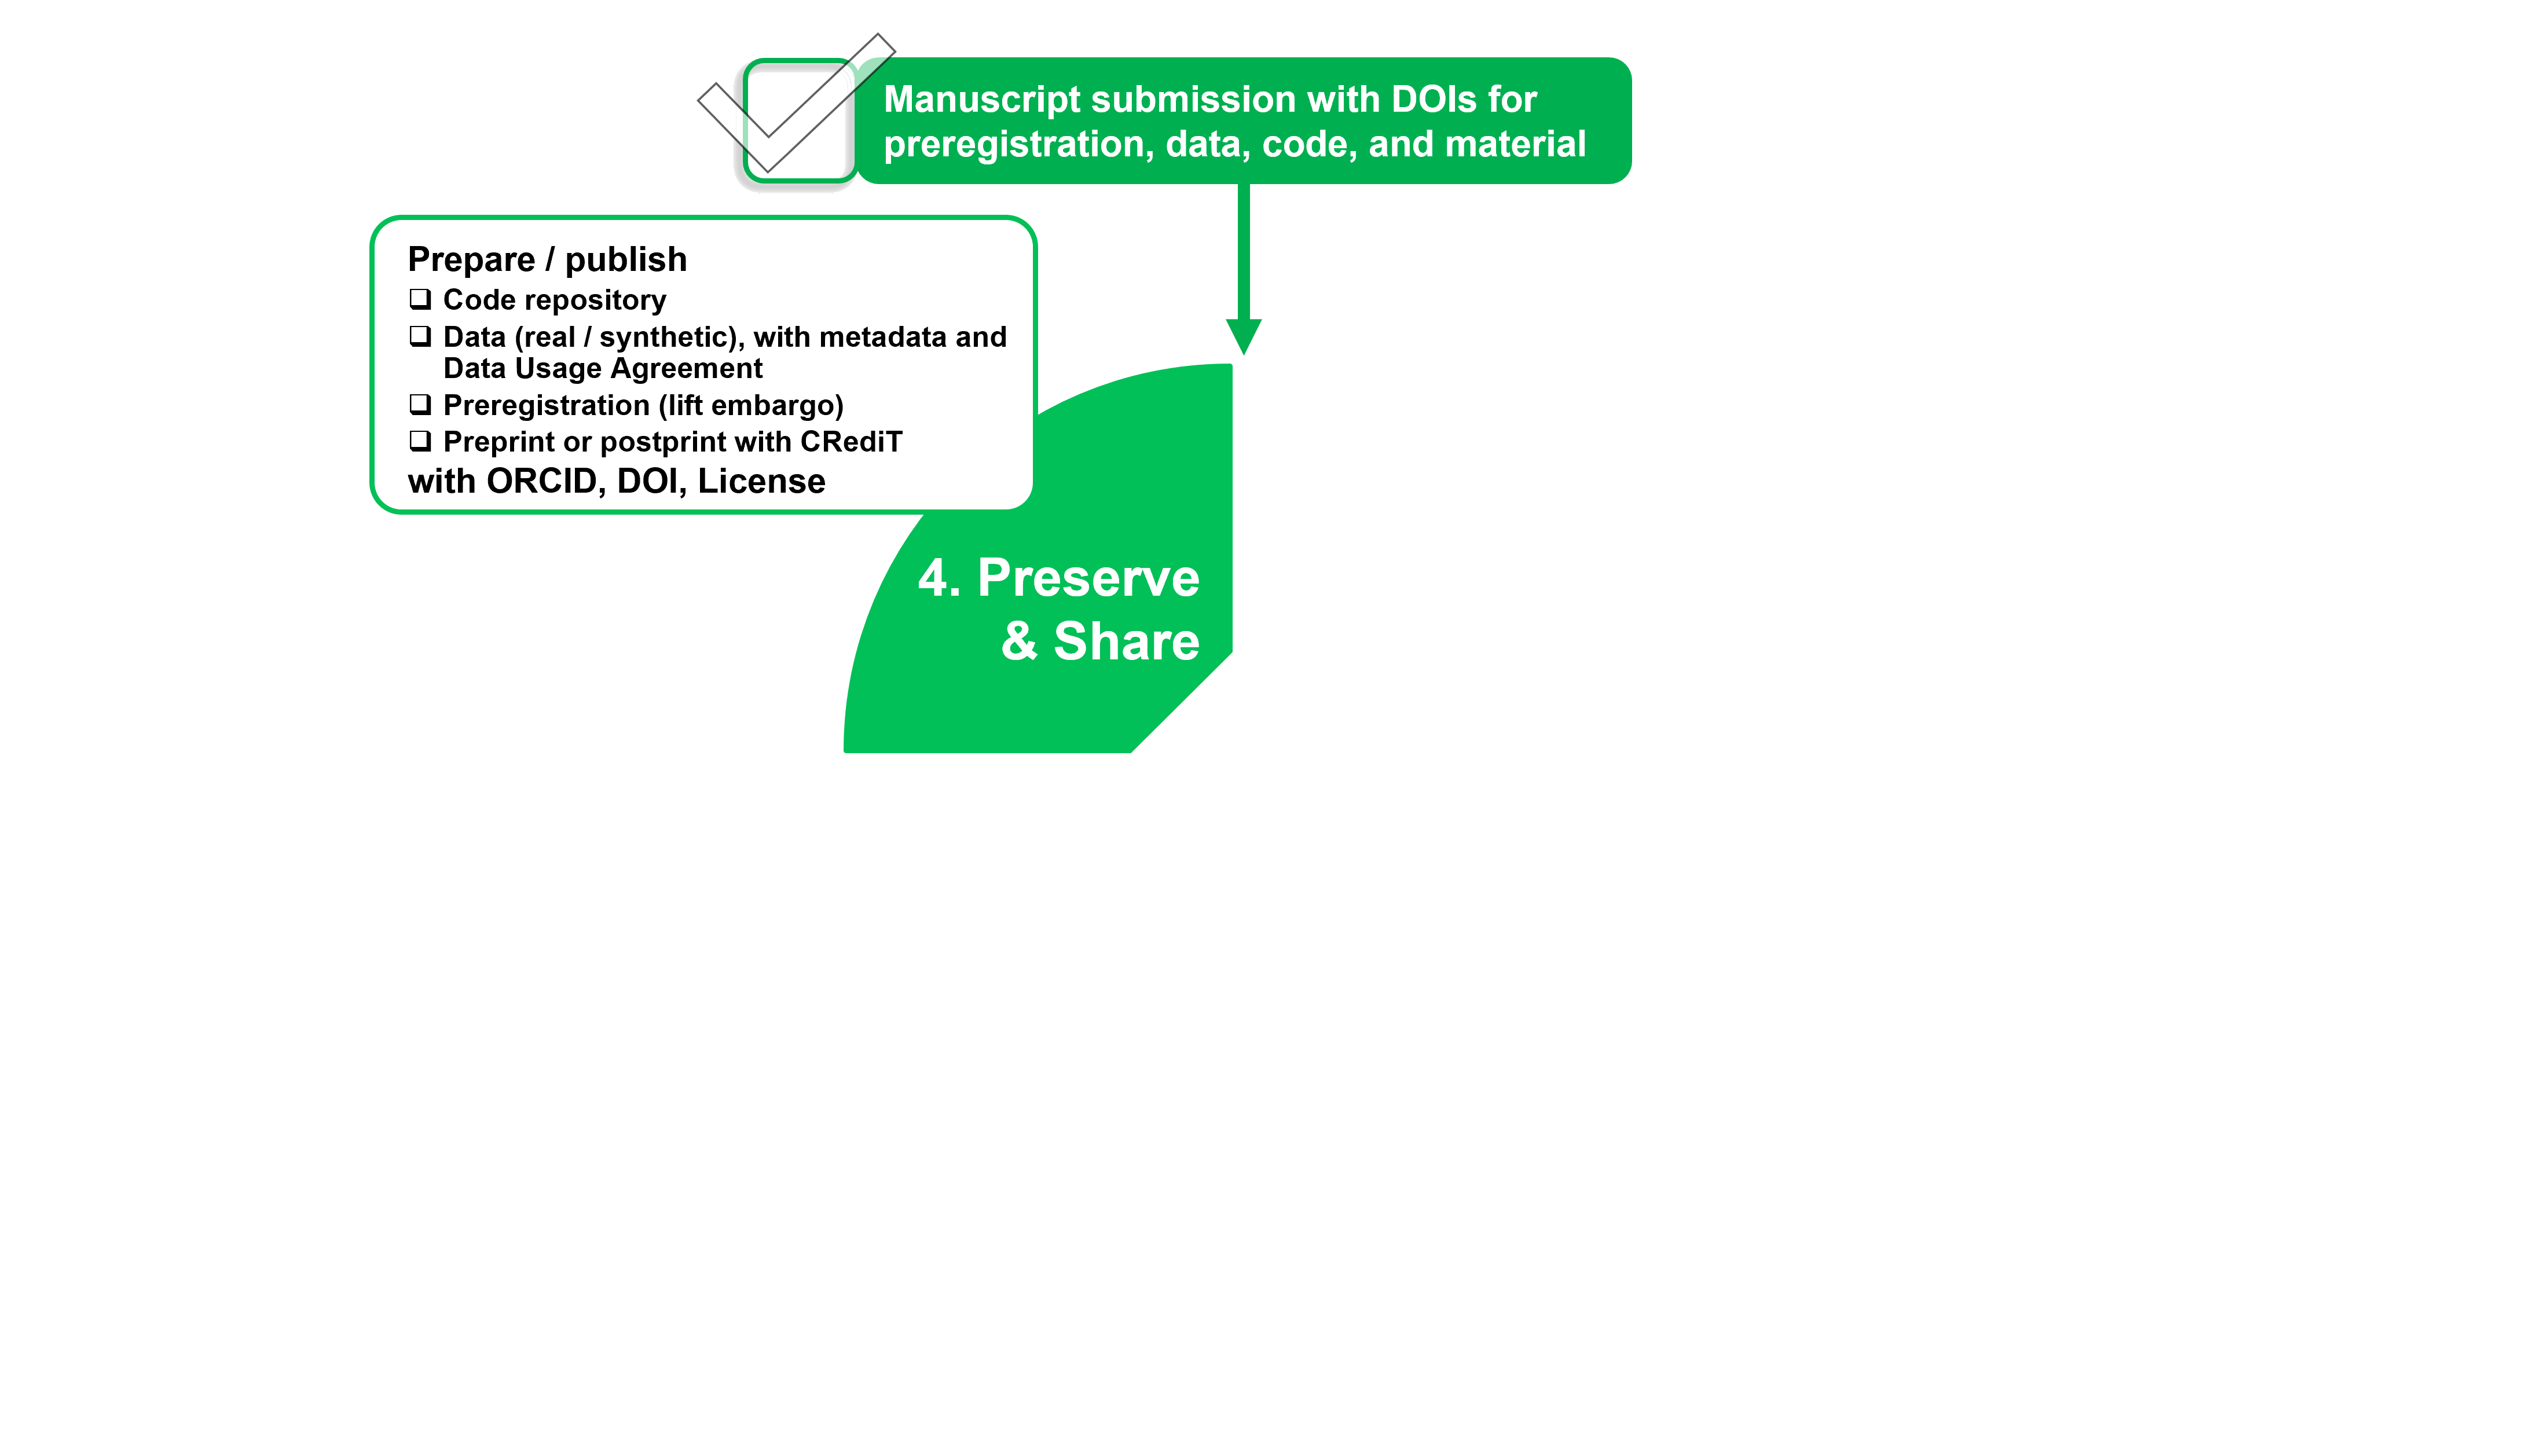 Manuscript submission with DOIs for
preregistration, data, code, and material
Prepare / publish
❑ Code repository
❑ Data (real / synthetic), with metadata and
Data Usage Agreement
❑ Preregistration (lift embargo)
❑ Preprint or postprint with CRediT
with ORCID, DOI, License
4. Preserve
& Share